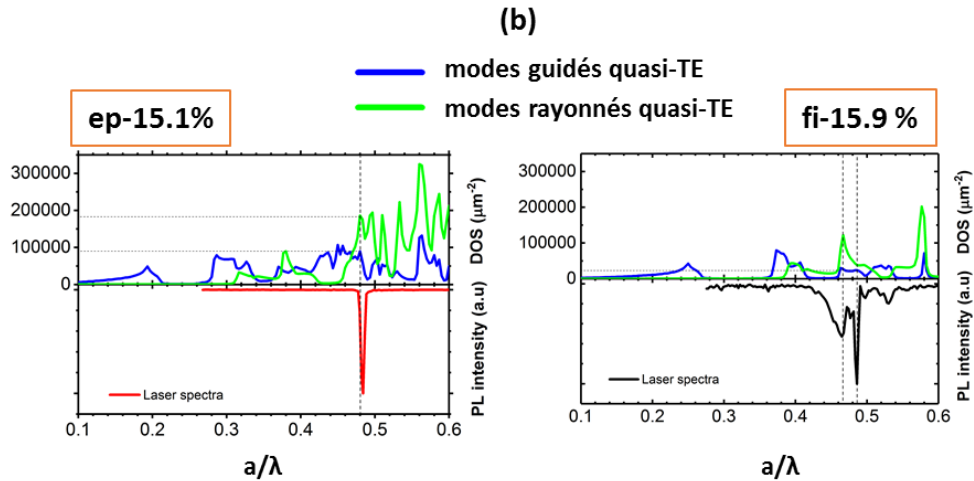 (b)
modes guidés quasi-TE
modes rayonnés quasi-TE
ep-15.1%
fi-15.9 %
300000
200000
100000
0
DOS (μm⁻²)
PL intensity (a.u)
Laser spectra
0.1 0.2 0.3 0.4 0.5 0.6
a/λ
300000
200000
100000
0
DOS (μm⁻²)
PL intensity (a.u)
Laser spectra
0.1 0.2 0.3 0.4 0.5 0.6
a/λ